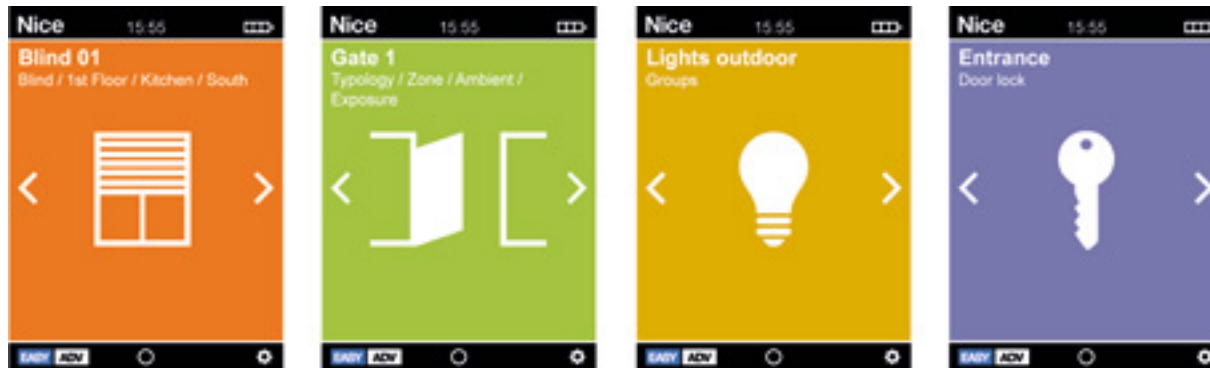 Nice 15:55
Blind 01
Blind / 1st Floor / Kitchen / South
EASY ADV
Nice 15:55
Gate 1
Typology / Zone / Ambient /
Exposure
EASY ADV
Nice 15:55
Lights outdoor
Groups
EASY ADV
Nice 15:55
Entrance
Door lock
EASY ADV